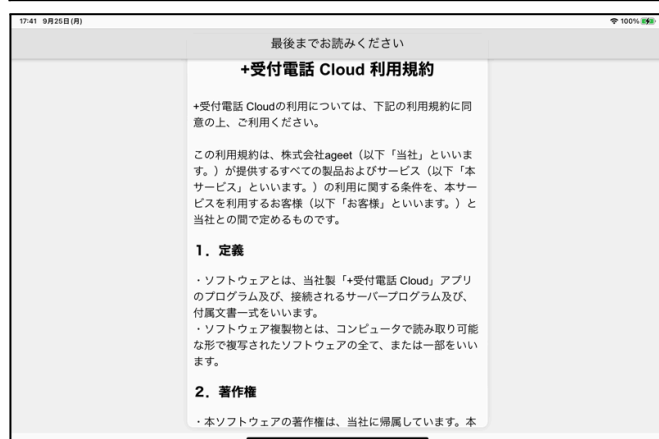 17:41 9月25日(月)
100%
最後までお読みください
+受付電話 Cloud 利用規約
+受付電話 Cloudの利用については、下記の利用規約に同
意の上、ご利用ください。
この利用規約は、株式会社ageet（以下「当社」といいま
す。）が提供するすべての製品およびサービス（以下「本
サービス」といいます。）の利用に関する条件を、本サー
ビスを利用するお客様（以下「お客様」といいます。）と
当社との間で定めるものです。
1．定義
・ソフトウェアとは、当社製「+受付電話 Cloud」アプリ
のプログラム及び、接続されるサーバープログラム及び、
付属文書一式をいいます。
・ソフトウェア複製物とは、コンピュータで読み取り可能
な形で複写されたソフトウェアの全て、または一部をいい
ます。
2．著作権
・本ソフトウェアの著作権は、当社に帰属しています。本